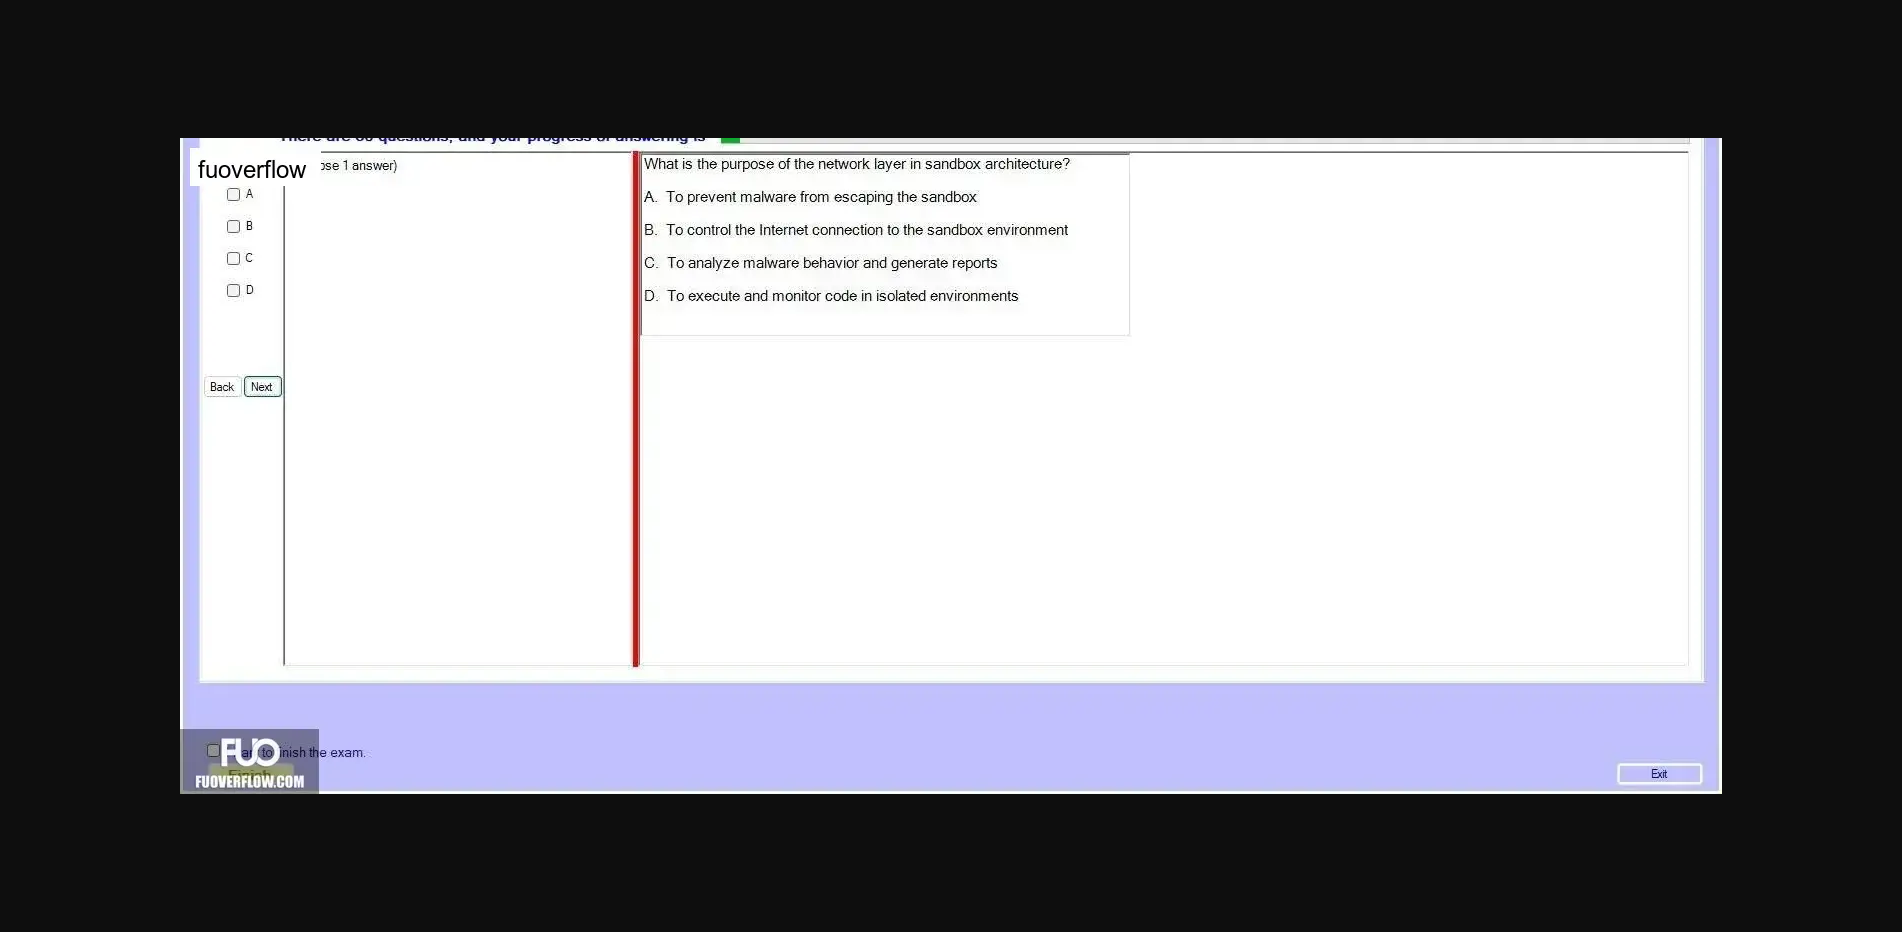 There are 50 questions, and your progress of answering is
fuoverflow
ose 1 answer)
A
B
C
D
Back
Next
What is the purpose of the network layer in sandbox architecture?
A. To prevent malware from escaping the sandbox
B. To control the Internet connection to the sandbox environment
C. To analyze malware behavior and generate reports
D. To execute and monitor code in isolated environments
to finish the exam.
FUO
FUOVERFLOW.COM
Exit